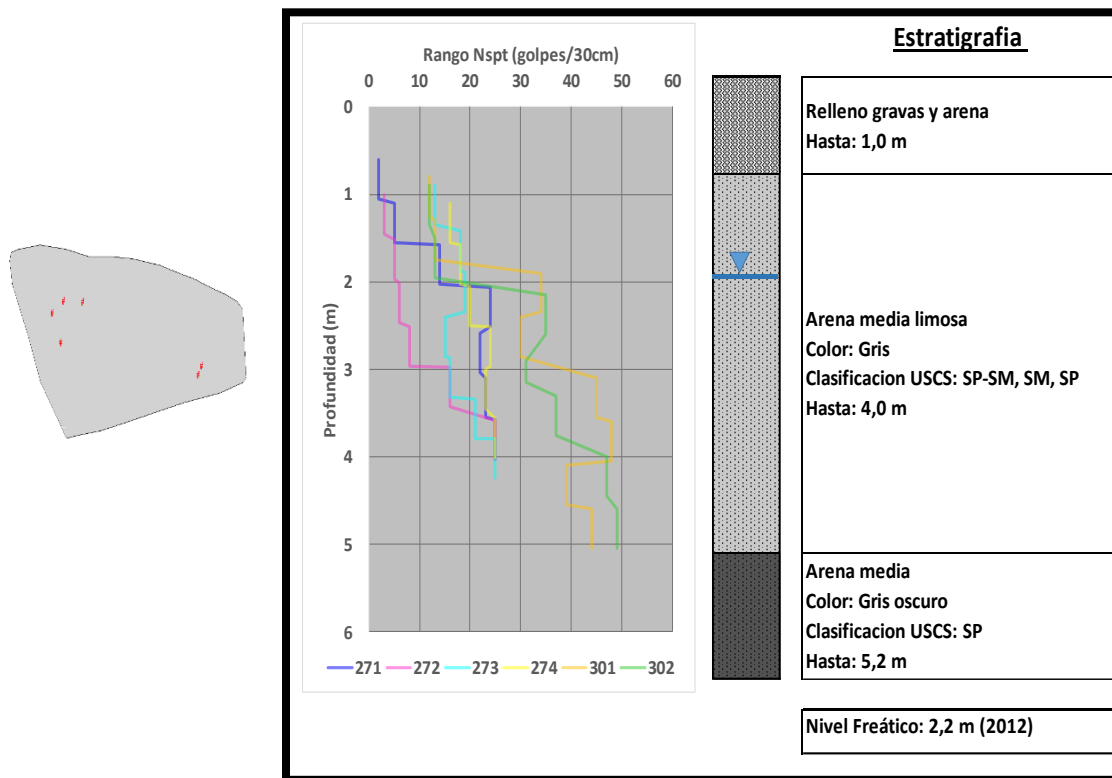 Rango Nspt (golpes/30cm)
0 10 20 30 40 50 60
Profundidad (m)
0
1
2
3
4
5
6
271 272 273 274 301 302
Estratigrafia
Relleno gravas y arena
Hasta: 1,0 m
Arena media limosa
Color: Gris
Clasificacion USCS: SP-SM, SM, SP
Hasta: 4,0 m
Arena media
Color: Gris oscuro
Clasificacion USCS: SP
Hasta: 5,2 m
Nivel Freático: 2,2 m (2012)